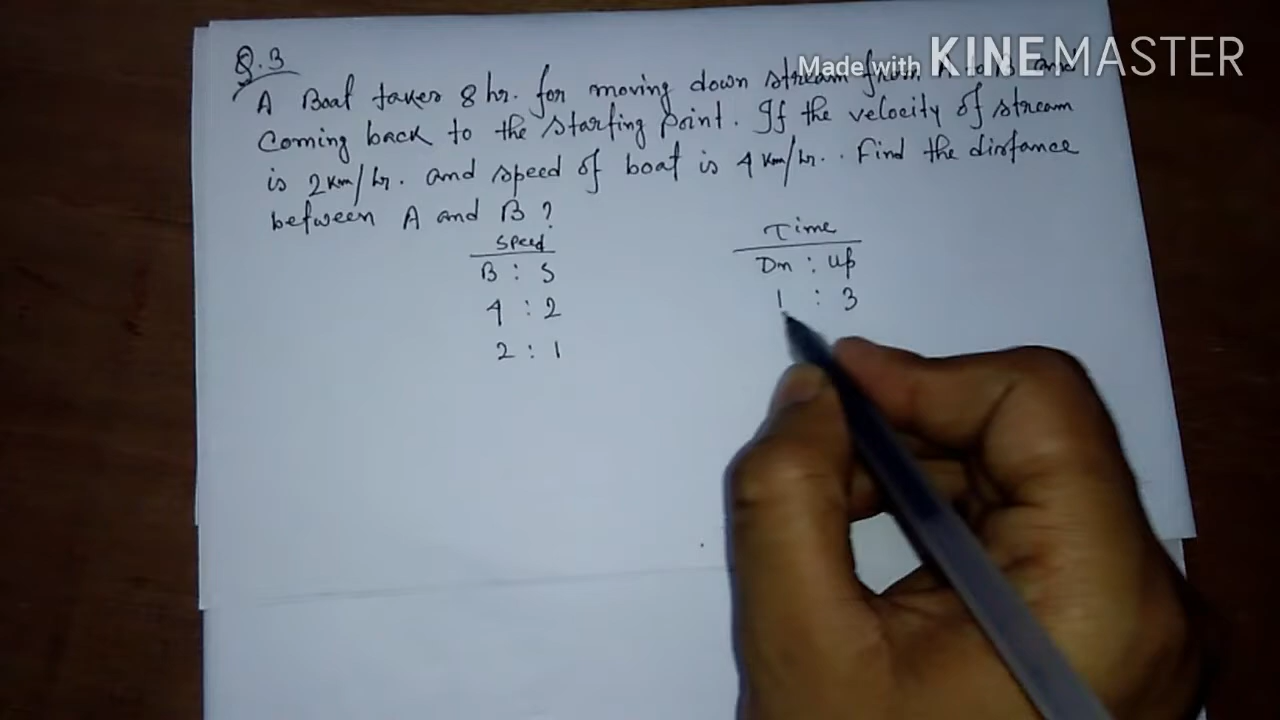 Q.3
Made with KINEMASTER
A Boat takes 8 hr. for moving down stream from A to B and
Coming back to the starting point. If the velocity of stream
is 2 km/hr. and speed of boat is 4 km/hr.. Find the distance
between A and B ?
Speed
B : S
4 : 2
2 : 1
Time
Dn : up
1 : 3